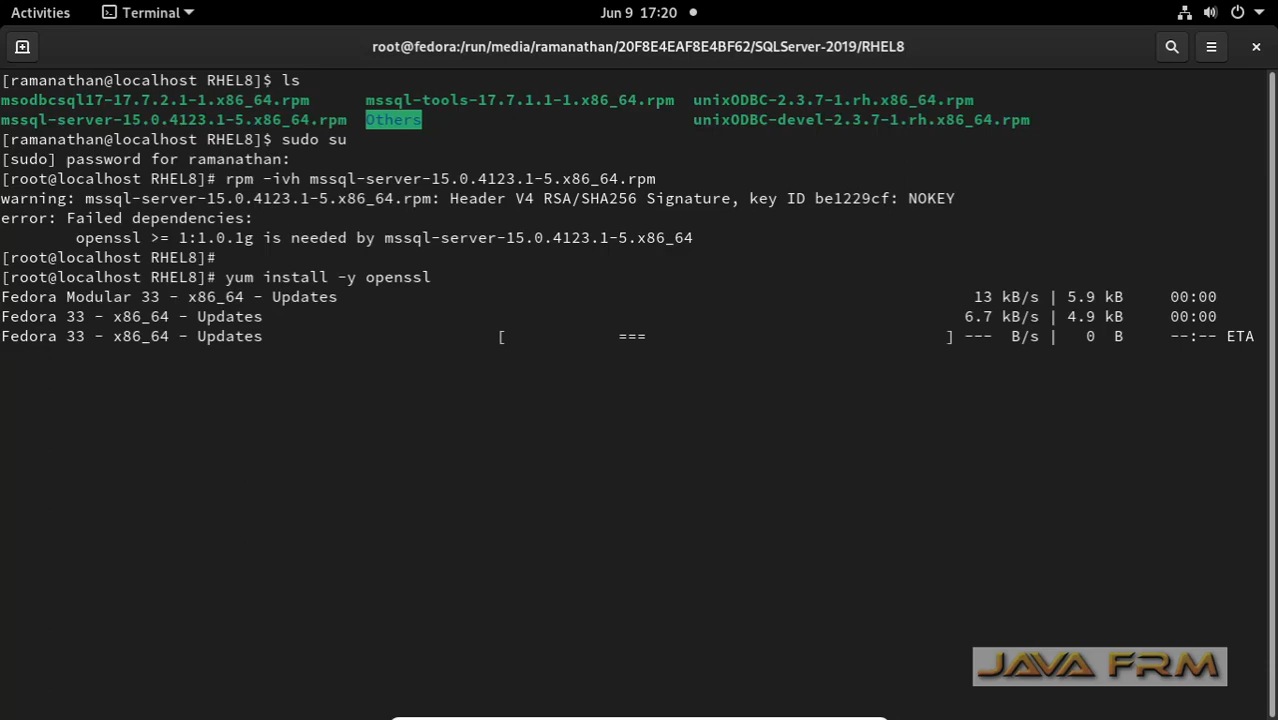 Activities Terminal Jun 9 17:20
root@fedora:/run/media/ramanathan/20F8E4EAF8E4BF62/SQLServer-2019/RHEL8
[ramanathan@localhost RHEL8]$ ls
msodbcsql17-17.7.2.1-1.x86_64.rpm mssql-tools-17.7.1.1-1.x86_64.rpm unixODBC-2.3.7-1.rh.x86_64.rpm
mssql-server-15.0.4123.1-5.x86_64.rpm Others unixODBC-devel-2.3.7-1.rh.x86_64.rpm
[ramanathan@localhost RHEL8]$ sudo su
[sudo] password for ramanathan:
[root@localhost RHEL8]# rpm -ivh mssql-server-15.0.4123.1-5.x86_64.rpm
warning: mssql-server-15.0.4123.1-5.x86_64.rpm: Header V4 RSA/SHA256 Signature, key ID be1229cf: NOKEY
error: Failed dependencies:
openssl >= 1:1.0.1g is needed by mssql-server-15.0.4123.1-5.x86_64
[root@localhost RHEL8]#
[root@localhost RHEL8]# yum install -y openssl
Fedora Modular 33 - x86_64 - Updates 13 kB/s | 5.9 kB 00:00
Fedora 33 - x86_64 - Updates 6.7 kB/s | 4.9 kB 00:00
Fedora 33 - x86_64 - Updates [ === ] --- B/s | 0 B --:-- ETA
JAVA FRM